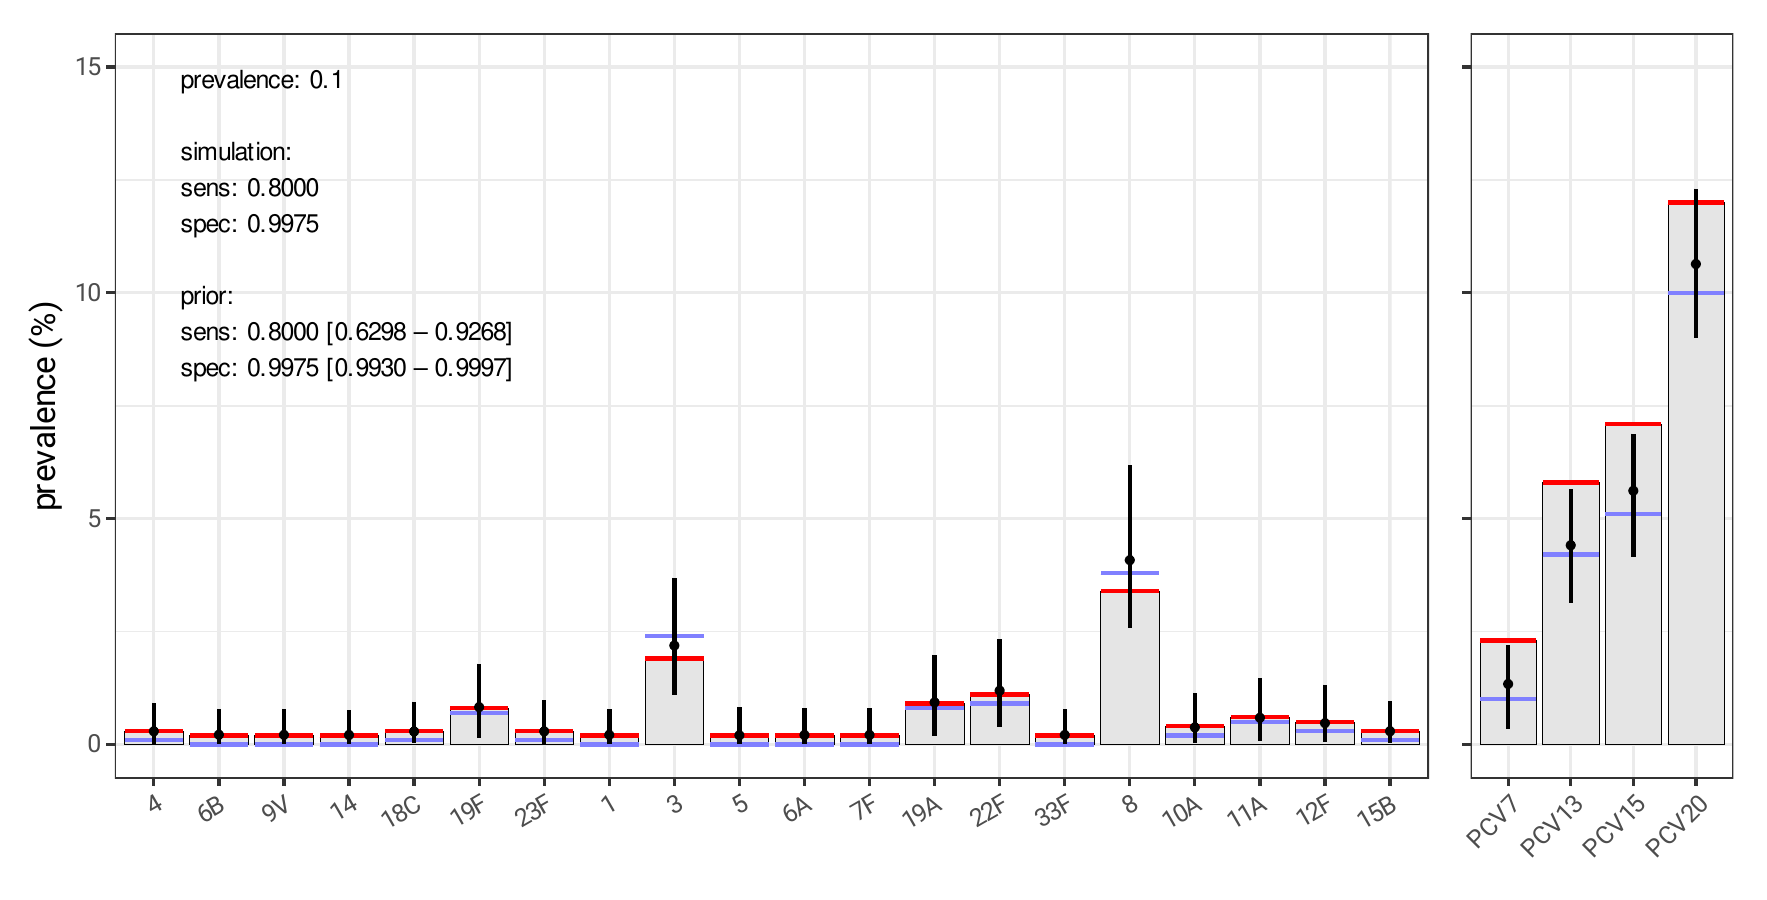 15
10
5
0
prevalence (%)
prevalence: 0.1
simulation:
sens: 0.8000
spec: 0.9975
prior:
sens: 0.8000 [0.6298 – 0.9268]
spec: 0.9975 [0.9930 – 0.9997]
4
6B
9V
14
18C
19F
23F
1
3
5
6A
7F
19A
22F
33F
8
10A
11A
12F
15B
PCV7
PCV13
PCV15
PCV20